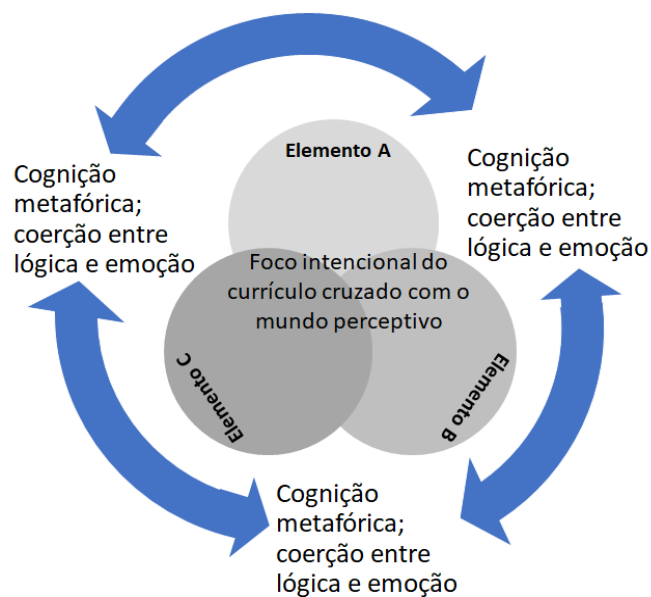 Elemento A
Cognição
metafórica;
coerção entre
lógica e emoção
Cognição
metafórica;
coerção entre
lógica e emoção
Foco intencional do
currículo cruzado com o
mundo perceptivo
Elemento C
Elemento B
Cognição
metafórica;
coerção entre
lógica e emoção